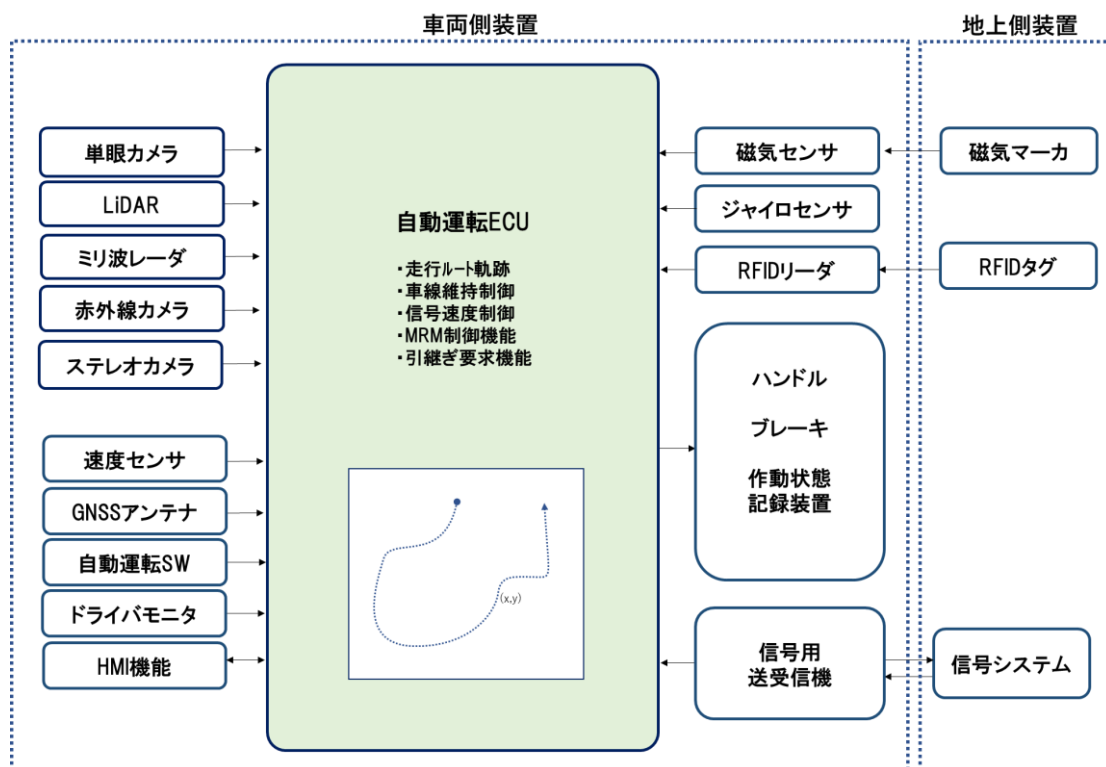 車両側装置
地上側装置
単眼カメラ
LiDAR
ミリ波レーダ
赤外線カメラ
ステレオカメラ
速度センサ
GNSSアンテナ
自動運転SW
ドライバモニタ
HMI機能
自動運転ECU
・走行ルート軌跡
・車線維持制御
・信号速度制御
・MRM制御機能
・引継ぎ要求機能
(x,y)
磁気センサ
ジャイロセンサ
RFIDリーダ
ハンドル
ブレーキ
作動状態
記録装置
信号用
送受信機
磁気マーカ
RFIDタグ
信号システム